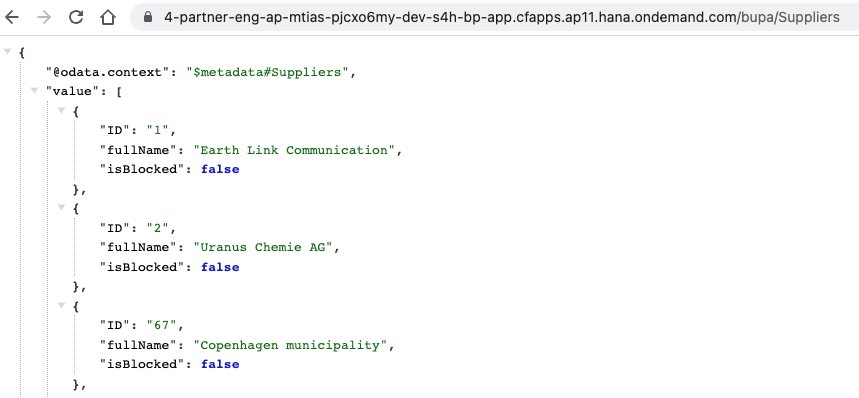 4-partner-eng-ap-mtias-pjcxo6my-dev-s4h-bp-app.cfapps.ap11.hana.ondemand.com/bupa/Suppliers
{
"@odata.context": "$metadata#Suppliers",
"value": [
{
"ID": "1",
"fullName": "Earth Link Communication",
"isBlocked": false
},
{
"ID": "2",
"fullName": "Uranus Chemie AG",
"isBlocked": false
},
{
"ID": "67",
"fullName": "Copenhagen municipality",
"isBlocked": false
},